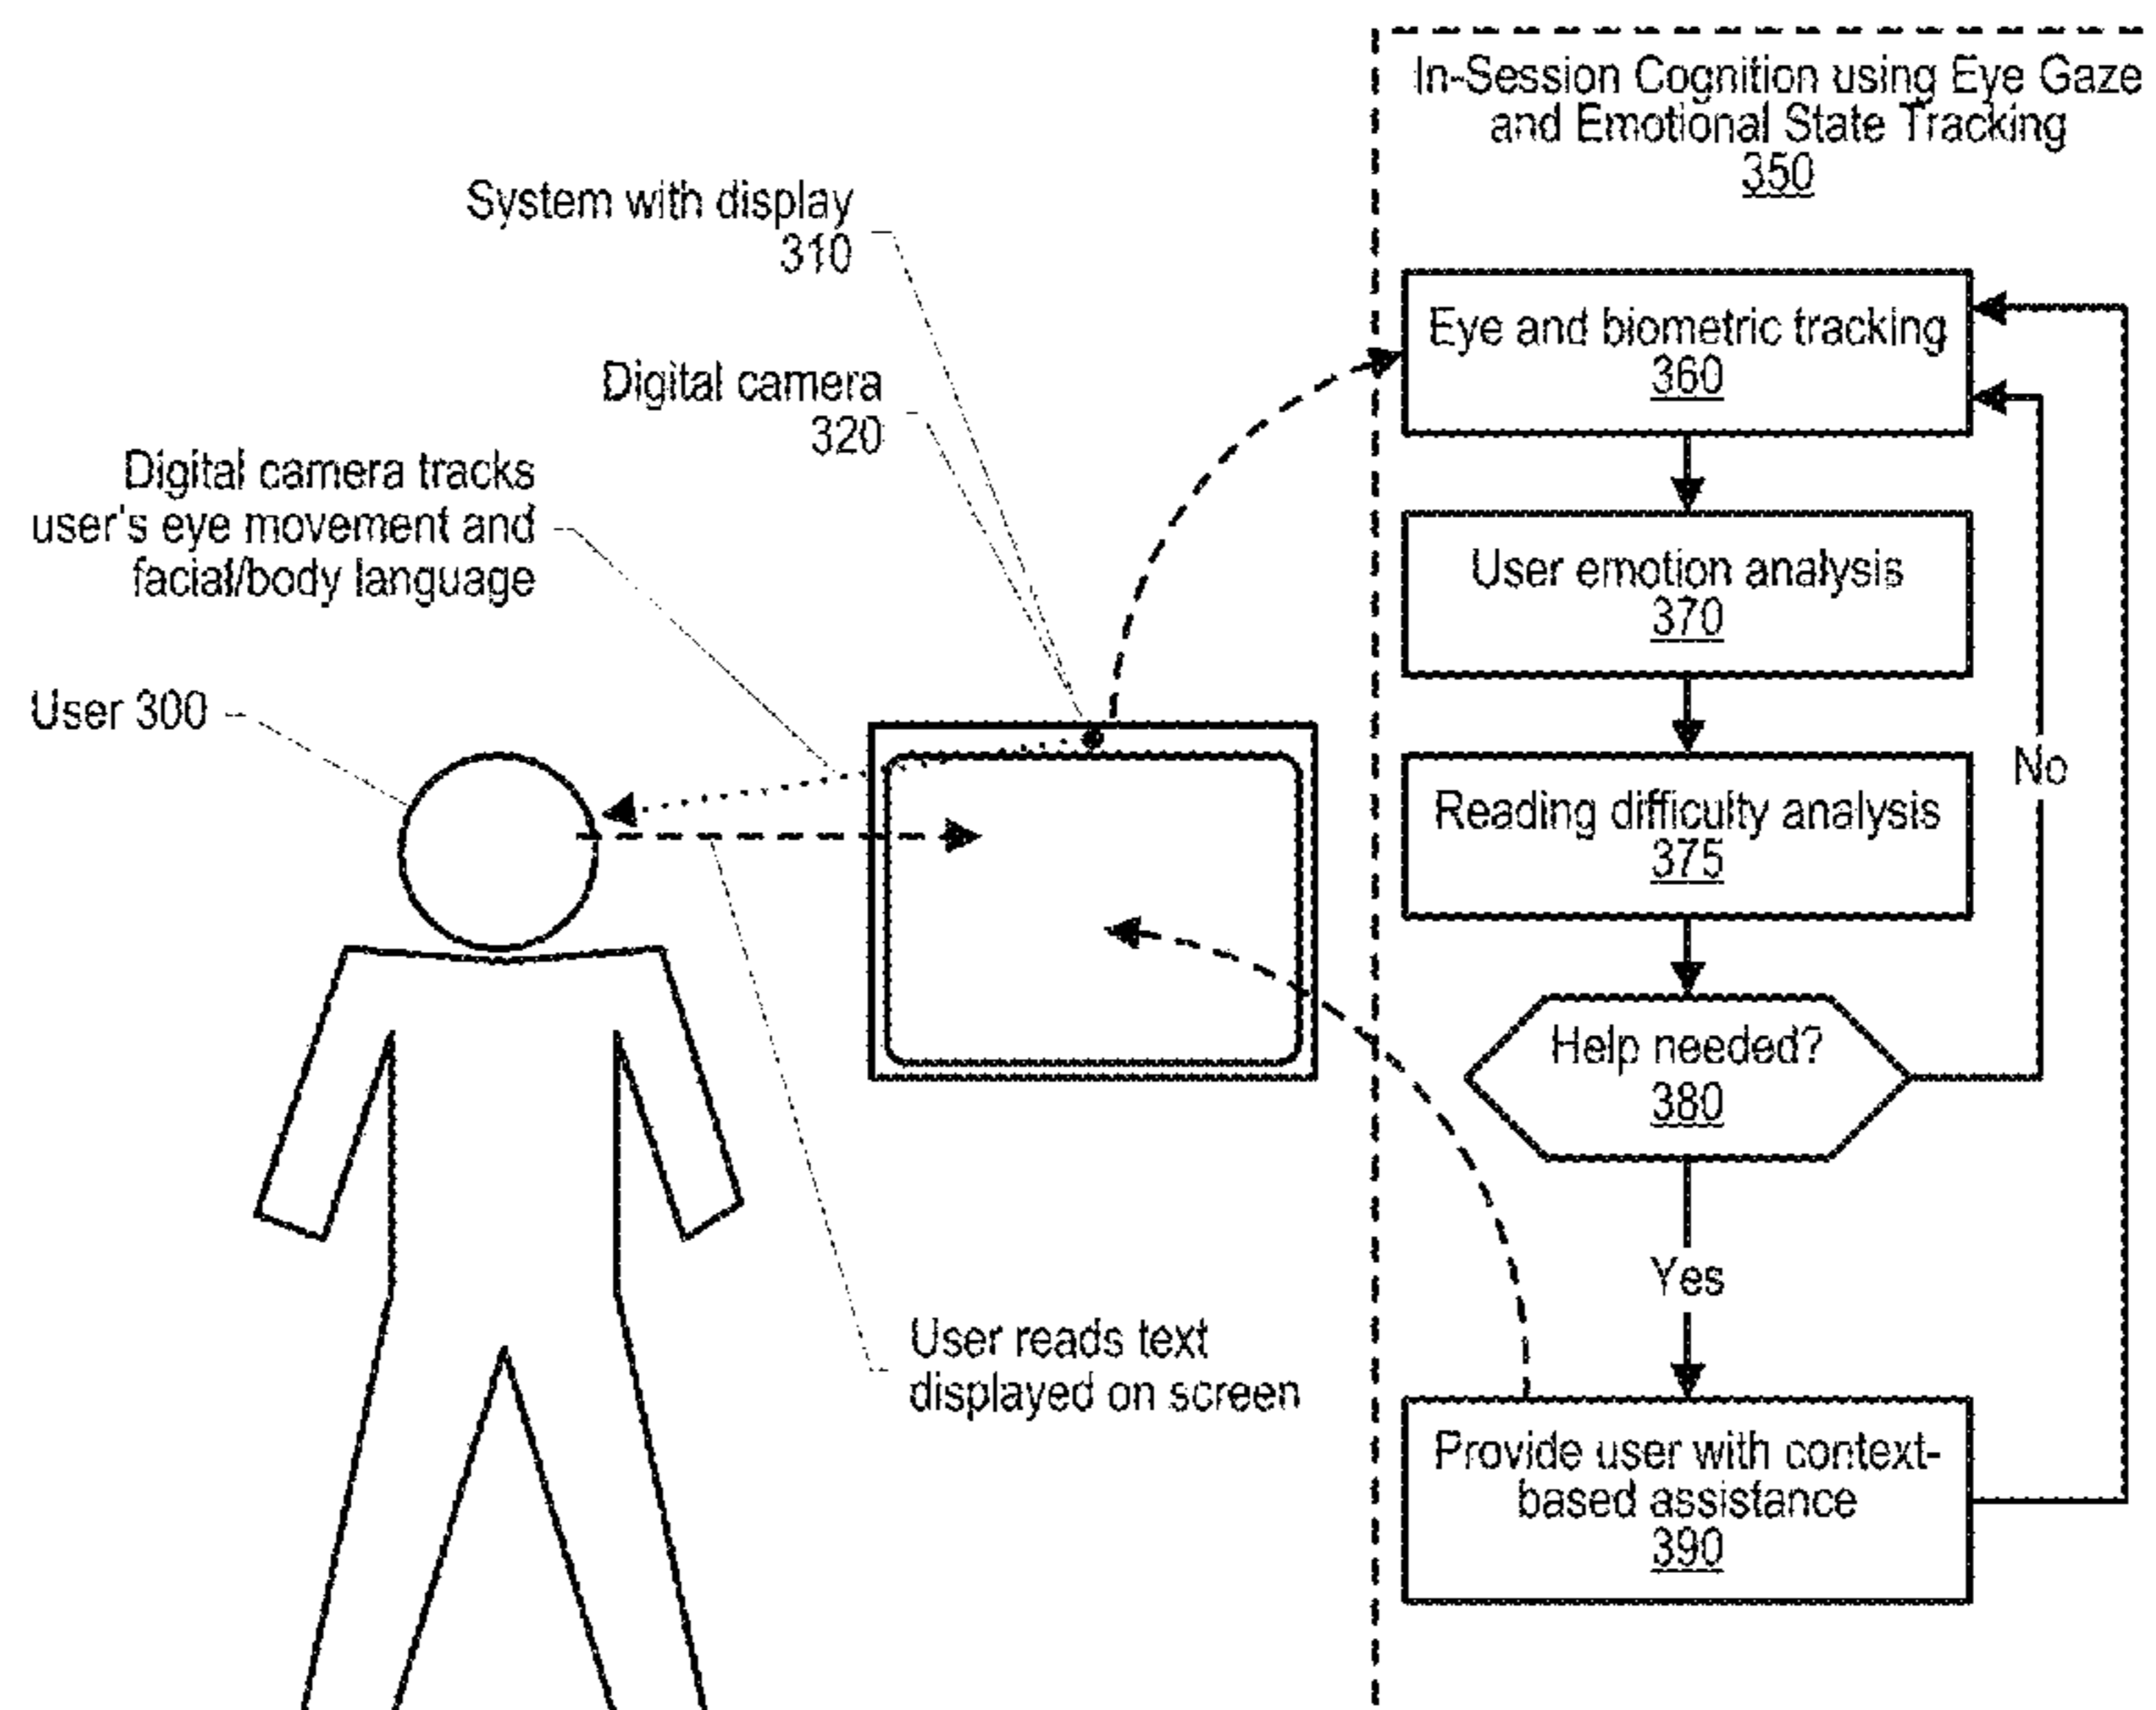 In-Session Cognition using Eye Gaze
and Emotional State Tracking
350
System with display
310
Digital camera
320
Digital camera tracks
user's eye movement and
facial/body language
User 300
User reads text
displayed on screen
Eye and biometric tracking
360
User emotion analysis
370
Reading difficulty analysis
375
No
Help needed?
380
Yes
Provide user with context-
based assistance
390